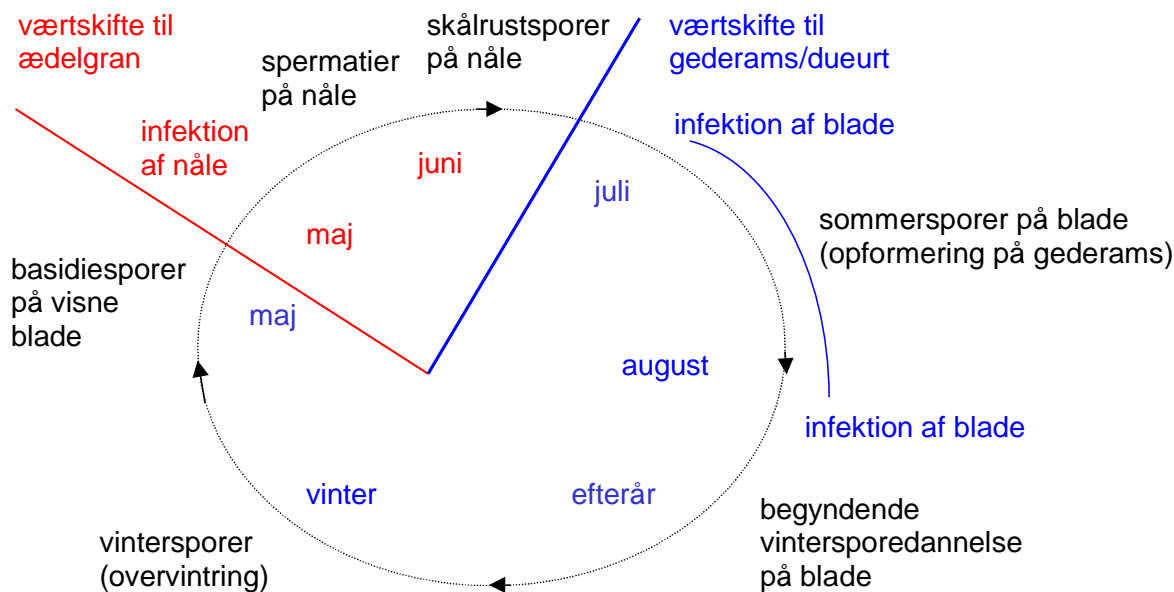 værtskifte til
ædelgran
spermatier
på nåle
skålrustsporer
på nåle
værtskifte til
gederams/dueurt
infektion
af nåle
juni
infektion af blade
juli
maj
sommersporer på blade
(opformering på gederams)
basidiesporer
på visne
blade
maj
august
infektion af blade
vinter
efterår
begyndende
vintersporedannelse
på blade
vintersporer
(overvintring)